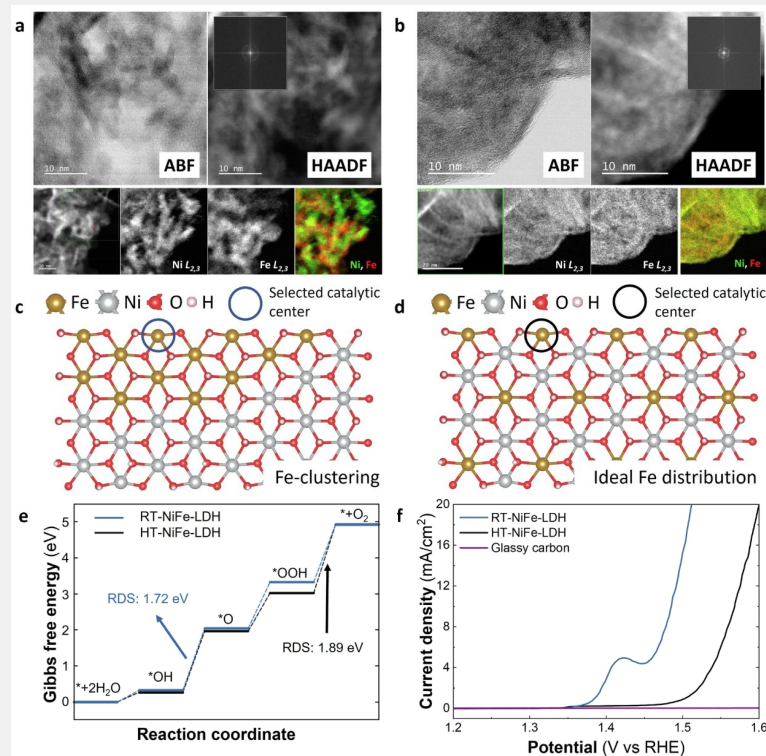 a
b
ABF
HAADF
10 nm
10 nm
ABF
HAADF
10 nm
10 nm
Ni L2,3
Fe L2,3
Ni, Fe
20 nm
Ni L2,3
Fe L2,3
Ni, Fe
c
Fe Ni O H
Selected catalytic
center
Fe-clustering
d
Fe Ni O H
Selected catalytic
center
Ideal Fe distribution
e
RT-NiFe-LDH
HT-NiFe-LDH
*+O₂
*OOH
RDS: 1.72 eV
*O
RDS: 1.89 eV
*OH
*+2H₂O
5
4
3
2
1
0
Gibbs free energy (eV)
Reaction coordinate
f
RT-NiFe-LDH
HT-NiFe-LDH
Glassy carbon
20
16
12
8
4
0
Current density (mA/cm²)
1.2 1.3 1.4 1.5 1.6
Potential (V vs RHE)